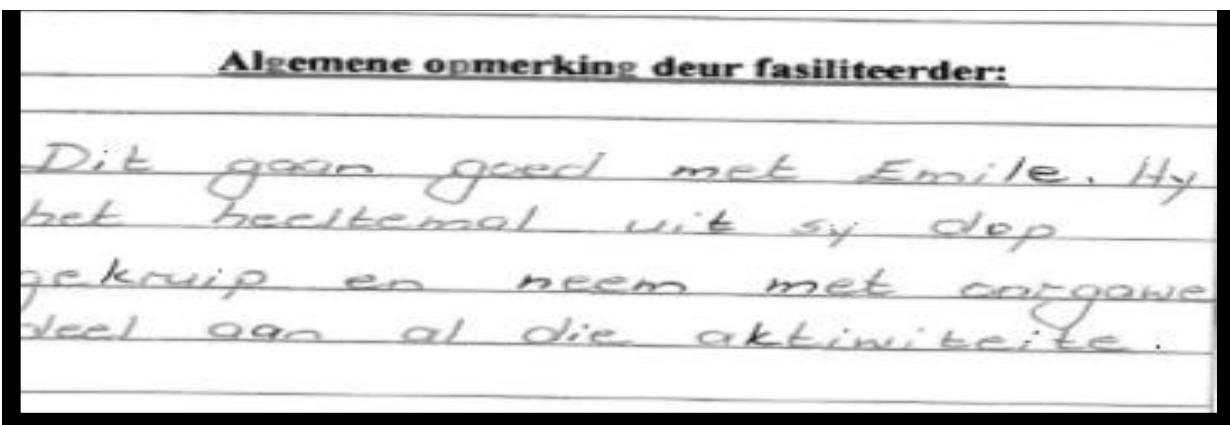 Algemene opmerking deur fasiliteerder:
Dit gaan goed met Emile. Hy
het heeltemal uit sy dop
gekruip en neem met oorgawe
deel aan al die aktiwiteite.